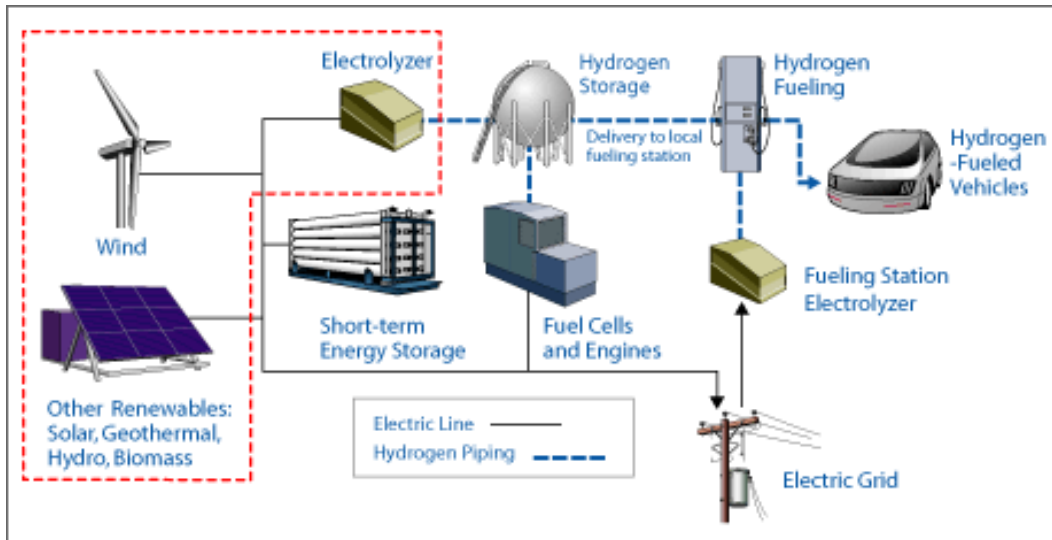 Electrolyzer
Hydrogen
Storage
Hydrogen
Fueling
Delivery to local
fueling station
Hydrogen
-Fueled
Vehicles
Wind
Short-term
Energy Storage
Fuel Cells
and Engines
Fueling Station
Electrolyzer
Other Renewables:
Solar, Geothermal,
Hydro, Biomass
Electric Line
Hydrogen Piping
Electric Grid